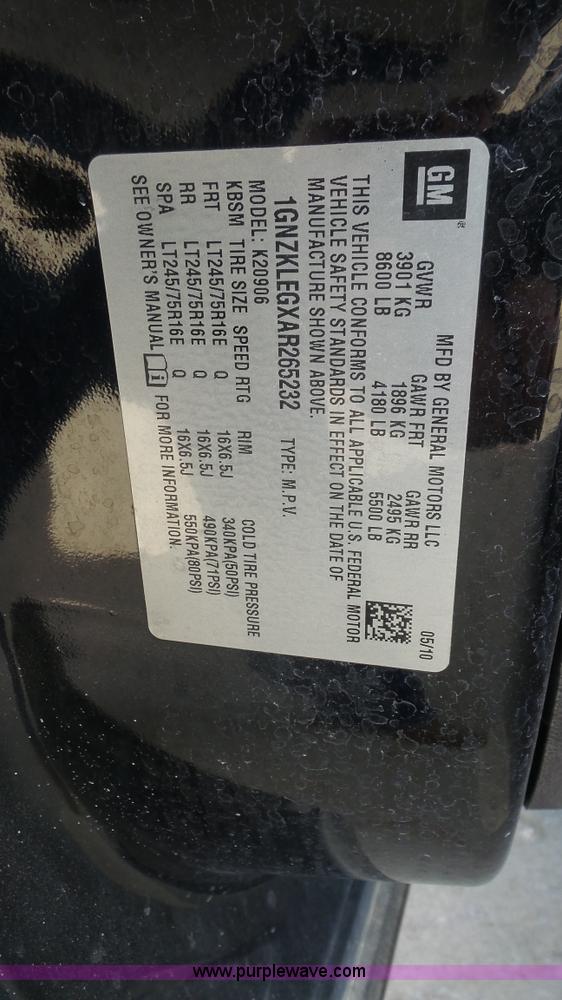 GM
MFD BY GENERAL MOTORS LLC
05/10
GVWR GAWR FRT GAWR RR
3901 KG 1896 KG 2495 KG
8600 LB 4180 LB 5500 LB
THIS VEHICLE CONFORMS TO ALL APPLICABLE U.S. FEDERAL MOTOR
VEHICLE SAFETY STANDARDS IN EFFECT ON THE DATE OF
MANUFACTURE SHOWN ABOVE.
1GNZKLEGXAR265232 TYPE: M.P.V.
MODEL: K20906
KBSM TIRE SIZE SPEED RTG RIM COLD TIRE PRESSURE
FRT LT245/75R16E Q 16X6.5J 340KPA(50PSI)
RR LT245/75R16E Q 16X6.5J 490KPA(71PSI)
SPA LT245/75R16E Q 16X6.5J 550KPA(80PSI)
SEE OWNER'S MANUAL FOR MORE INFORMATION.
www.purplewave.com